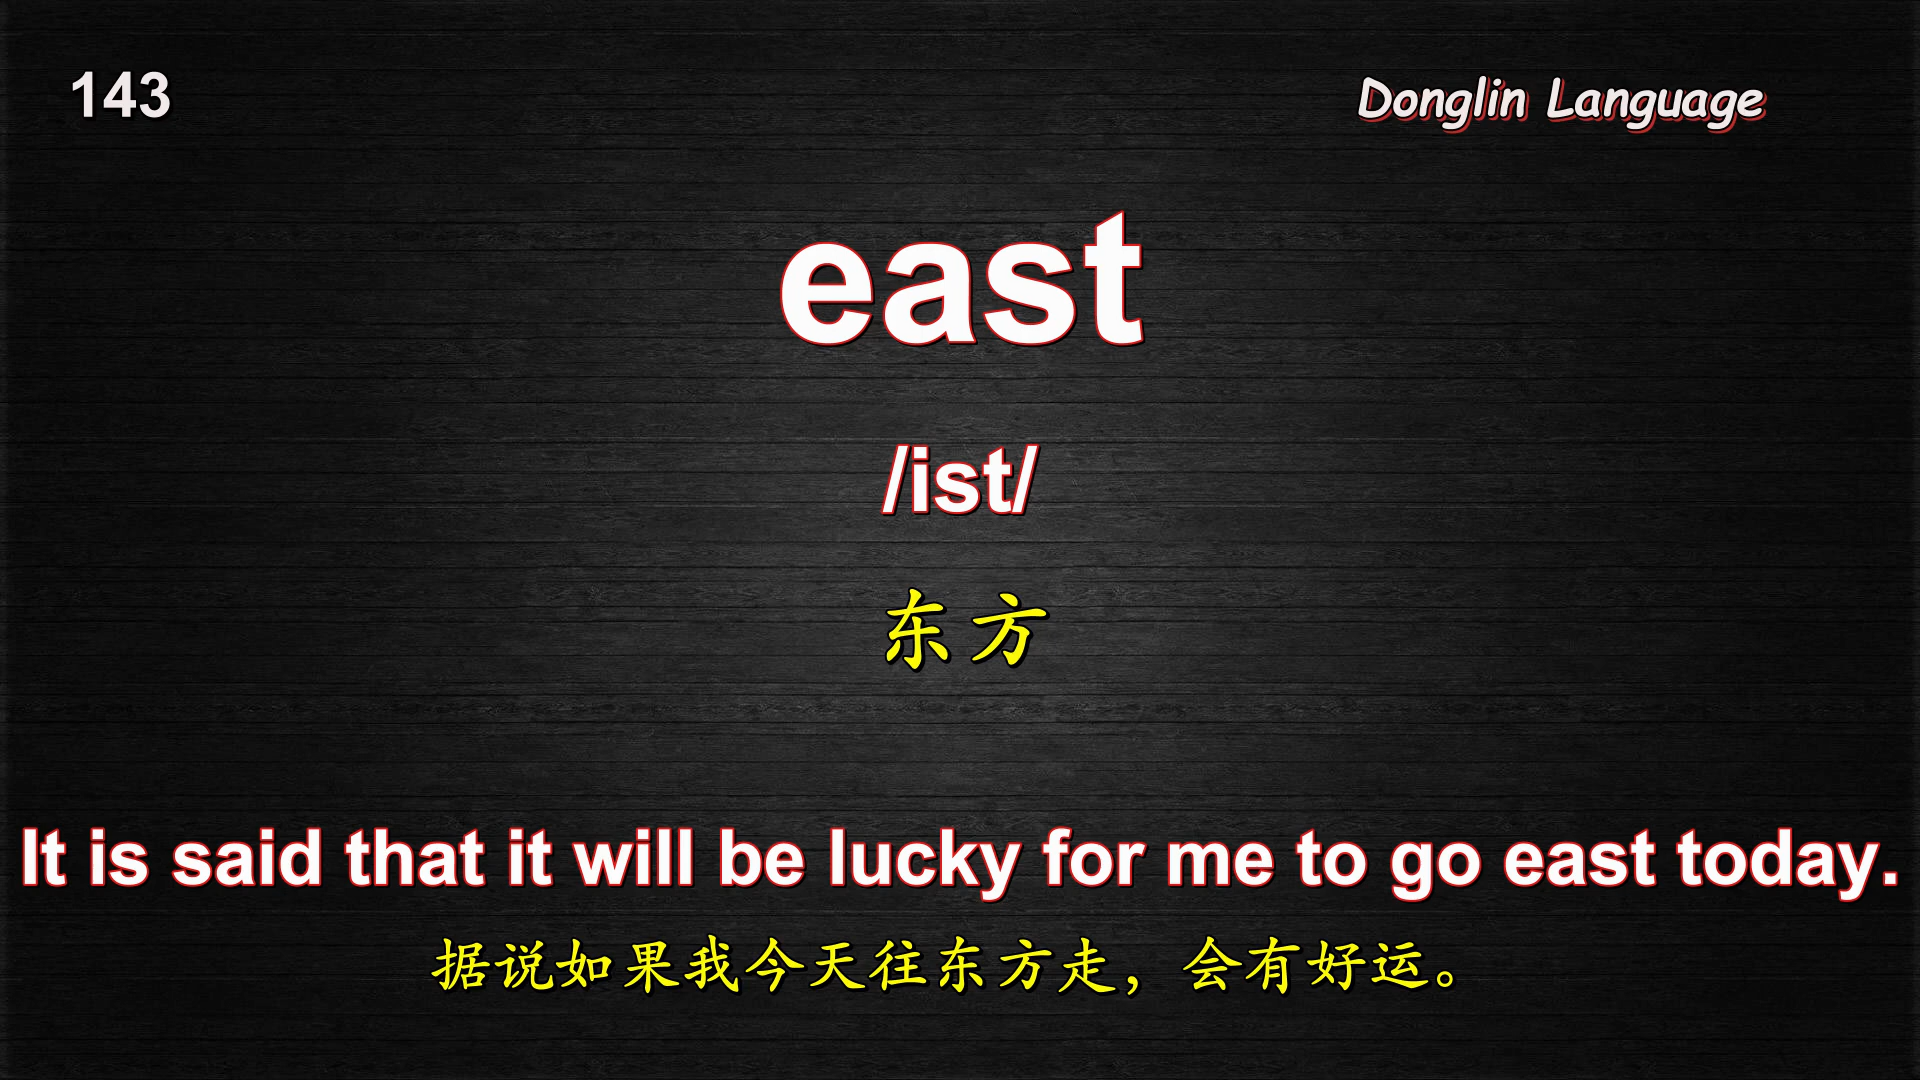 143
Donglin Language
east
/ist/
东方
It is said that it will be lucky for me to go east today.
据说如果我今天往东方走，会有好运。